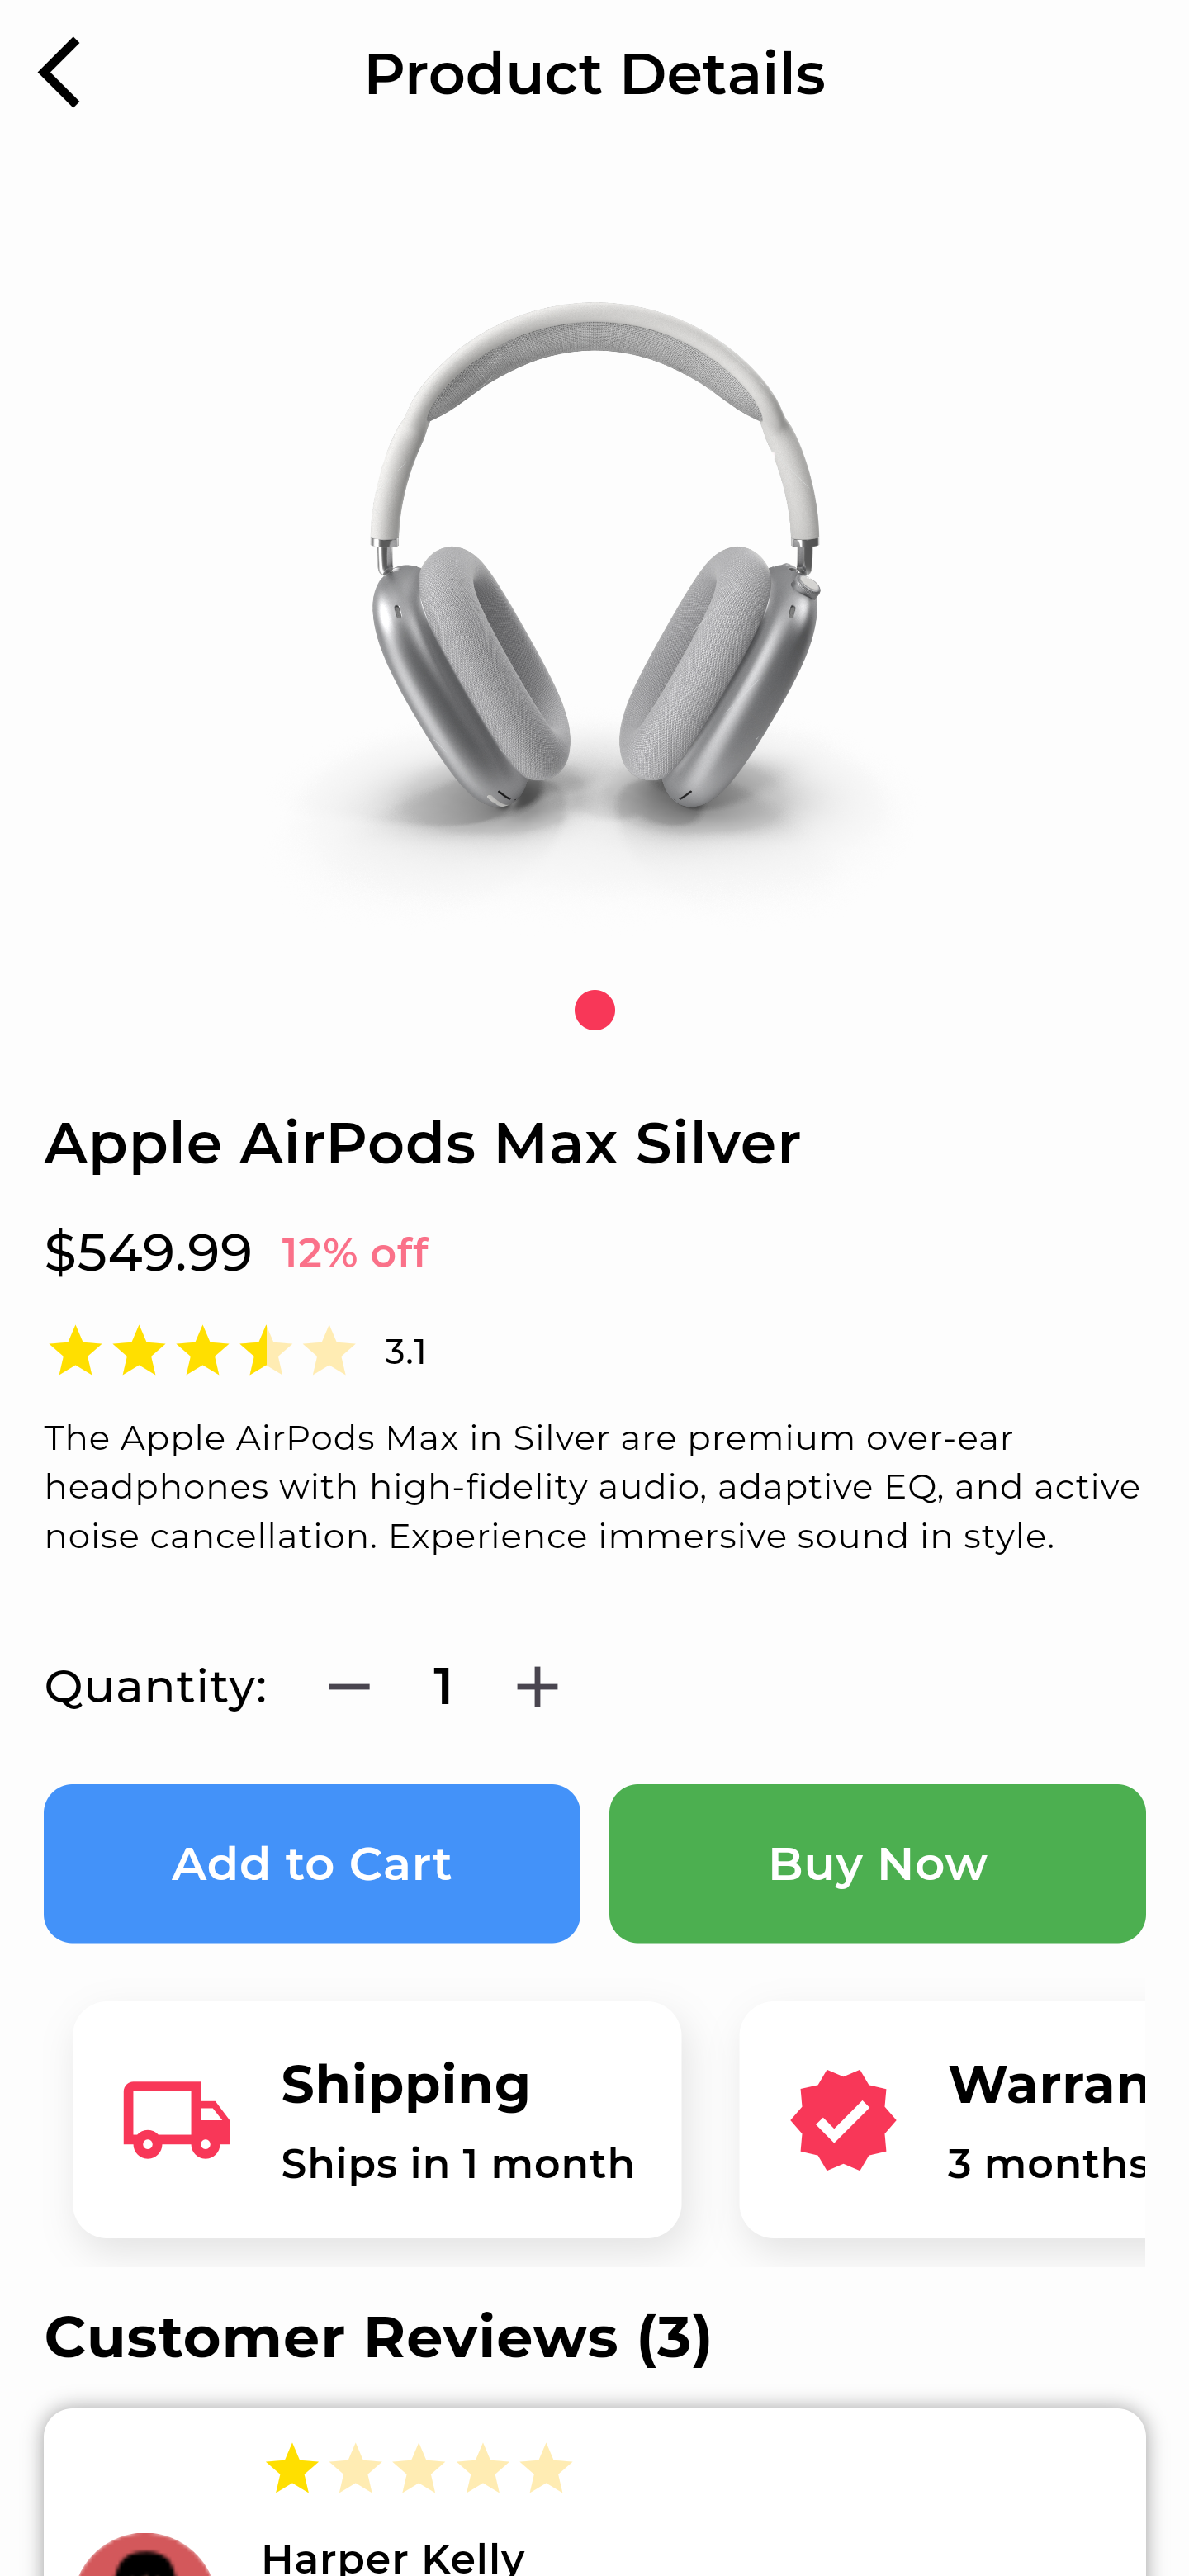 Product Details
Apple AirPods Max Silver
$549.99 12% off
3.1
The Apple AirPods Max in Silver are premium over-ear
headphones with high-fidelity audio, adaptive EQ, and active
noise cancellation. Experience immersive sound in style.
Quantity: 1
Add to Cart Buy Now
Shipping Warran
Ships in 1 month 3 months
Customer Reviews (3)
Harper Kelly